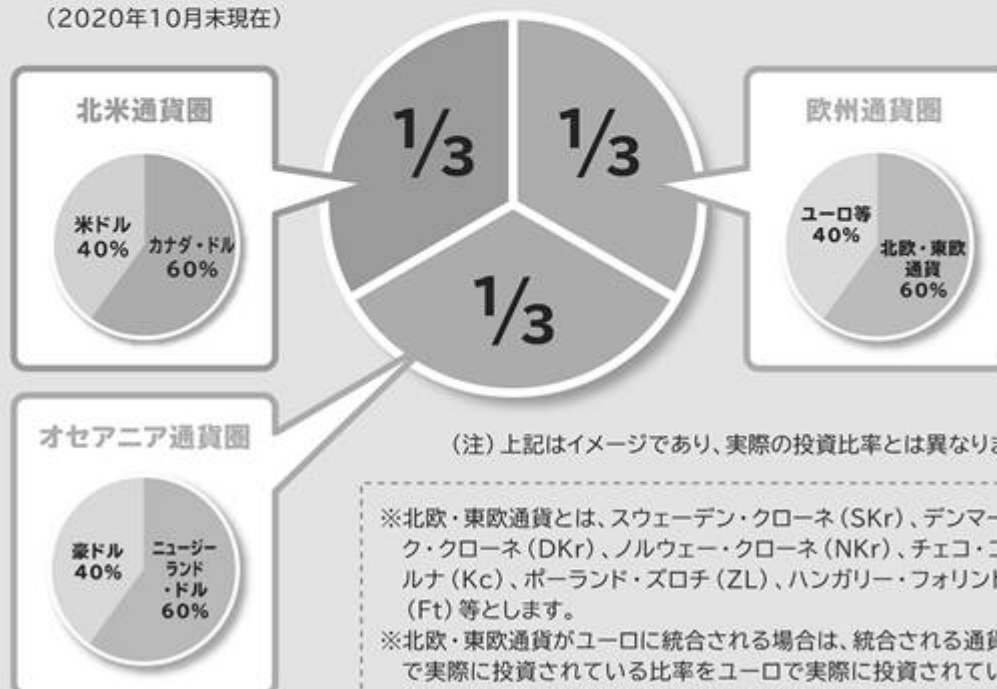 （2020年10月末現在）
北米通貨圏
米ドル
40%
カナダ・ドル
60%
1/3
1/3
1/3
欧州通貨圏
ユーロ等
40%
北欧・東欧
通貨
60%
オセアニア通貨圏
豪ドル
40%
ニュージー
ランド
・ドル
60%
（注）上記はイメージであり、実際の投資比率とは異なりま
※北欧・東欧通貨とは、スウェーデン・クローネ（SKr）、デンマー
ク・クローネ（DKr）、ノルウェー・クローネ（NKr）、チェコ・コ
ルナ（Kc）、ポーランド・ズロチ（ZL）、ハンガリー・フォリント
（Ft）等とします。
※北欧・東欧通貨がユーロに統合される場合は、統合される通貨
で実際に投資されている比率をユーロで実際に投資されてい